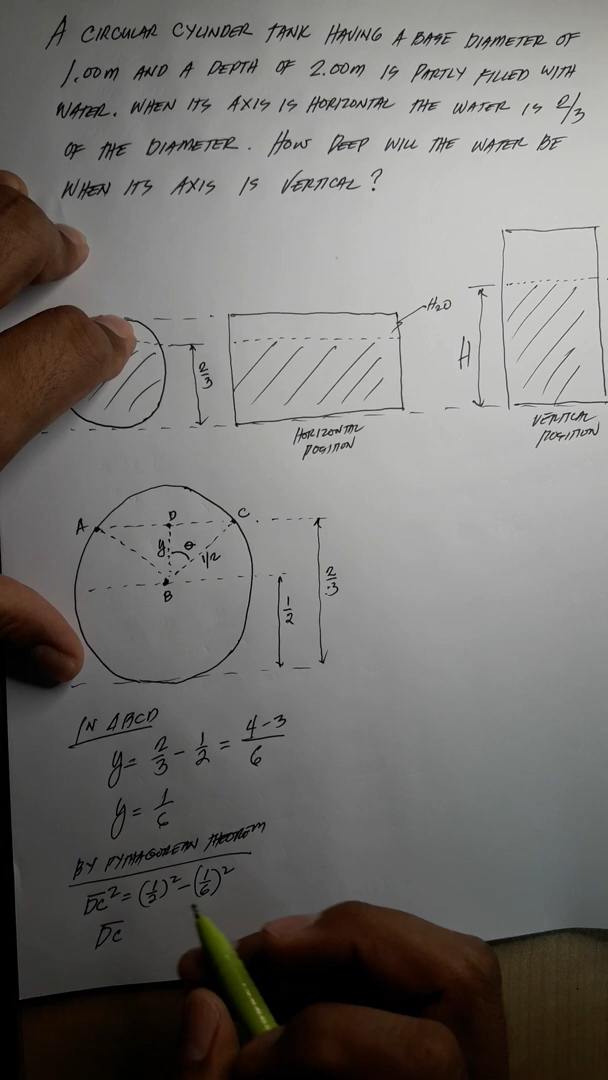 A CIRCULAR CYLINDER TANK HAVING A BASE DIAMETER OF
1.00m AND A DEPTH OF 2.00m IS PARTLY FILLED WITH
WATER. WHEN ITS AXIS IS HORIZONTAL THE WATER IS 2/3
OF THE DIAMETER. HOW DEEP WILL THE WATER BE
WHEN ITS AXIS IS VERTICAL?
H2O
2/3
H
HORIZONTAL
POSITION
VERTICAL
POSITION
A D C
y θ 1/2
B
1/2
2/3
IN ΔBCD
y = 2/3 - 1/2 = (4-3)/6
y = 1/6
BY PYTHAGOREAN THEOREM
DC² = (1/2)² - (1/6)²
DC